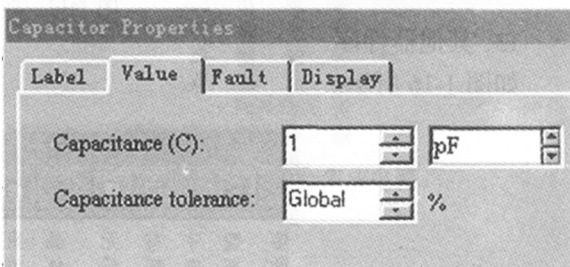 Capacitor Properties
Label Value Fault Display
Capacitance (C): 1 pF
Capacitance tolerance: Global %